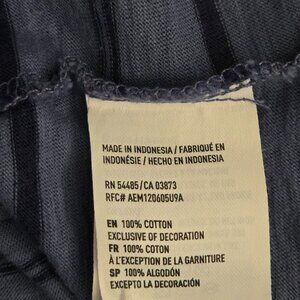 MADE IN INDONESIA / FABRIQUÉ EN
INDONÉSIE / HECHO EN INDONESIA
RN 54485/CA 03873
RFC# AEM120605U9A
EN 100% COTTON
EXCLUSIVE OF DECORATION
FR 100% COTON
À L'EXCEPTION DE LA GARNITURE
SP 100% ALGODÓN
EXCEPTO LA DECORACIÓN